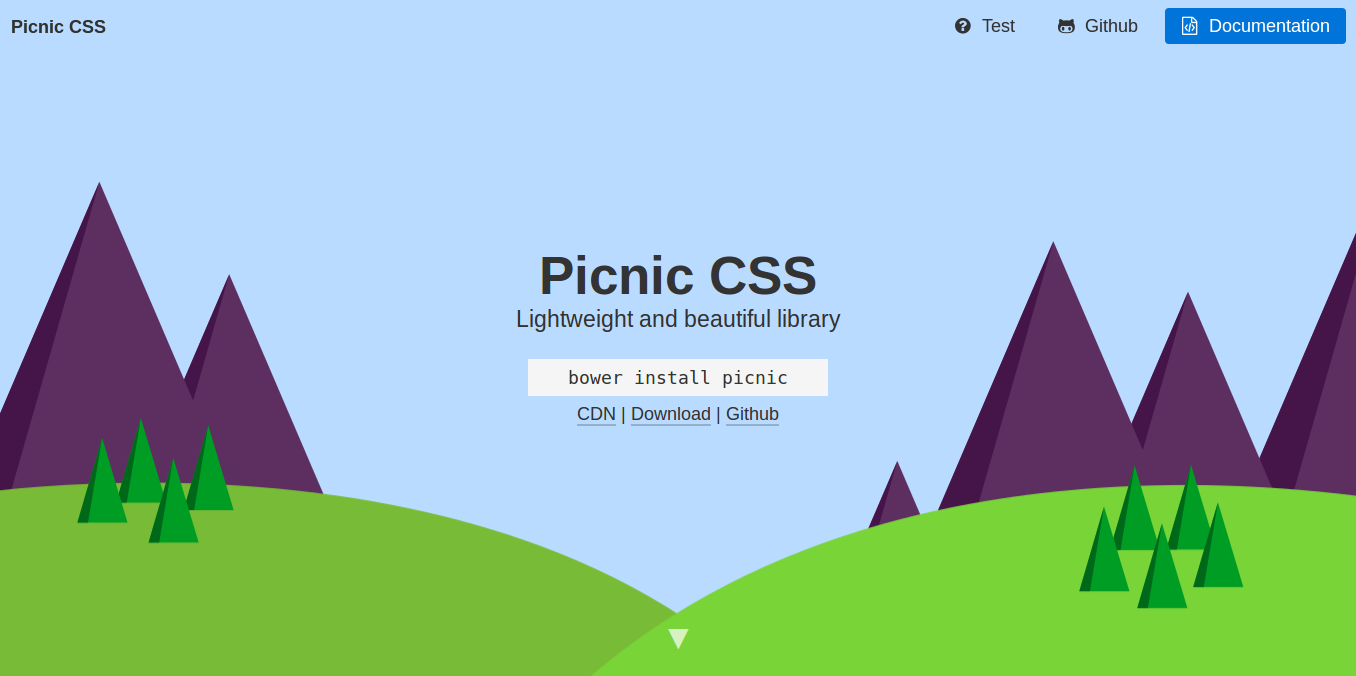 Picnic CSS
Test
Github
Documentation
Picnic CSS
Lightweight and beautiful library
bower install picnic
CDN | Download | Github